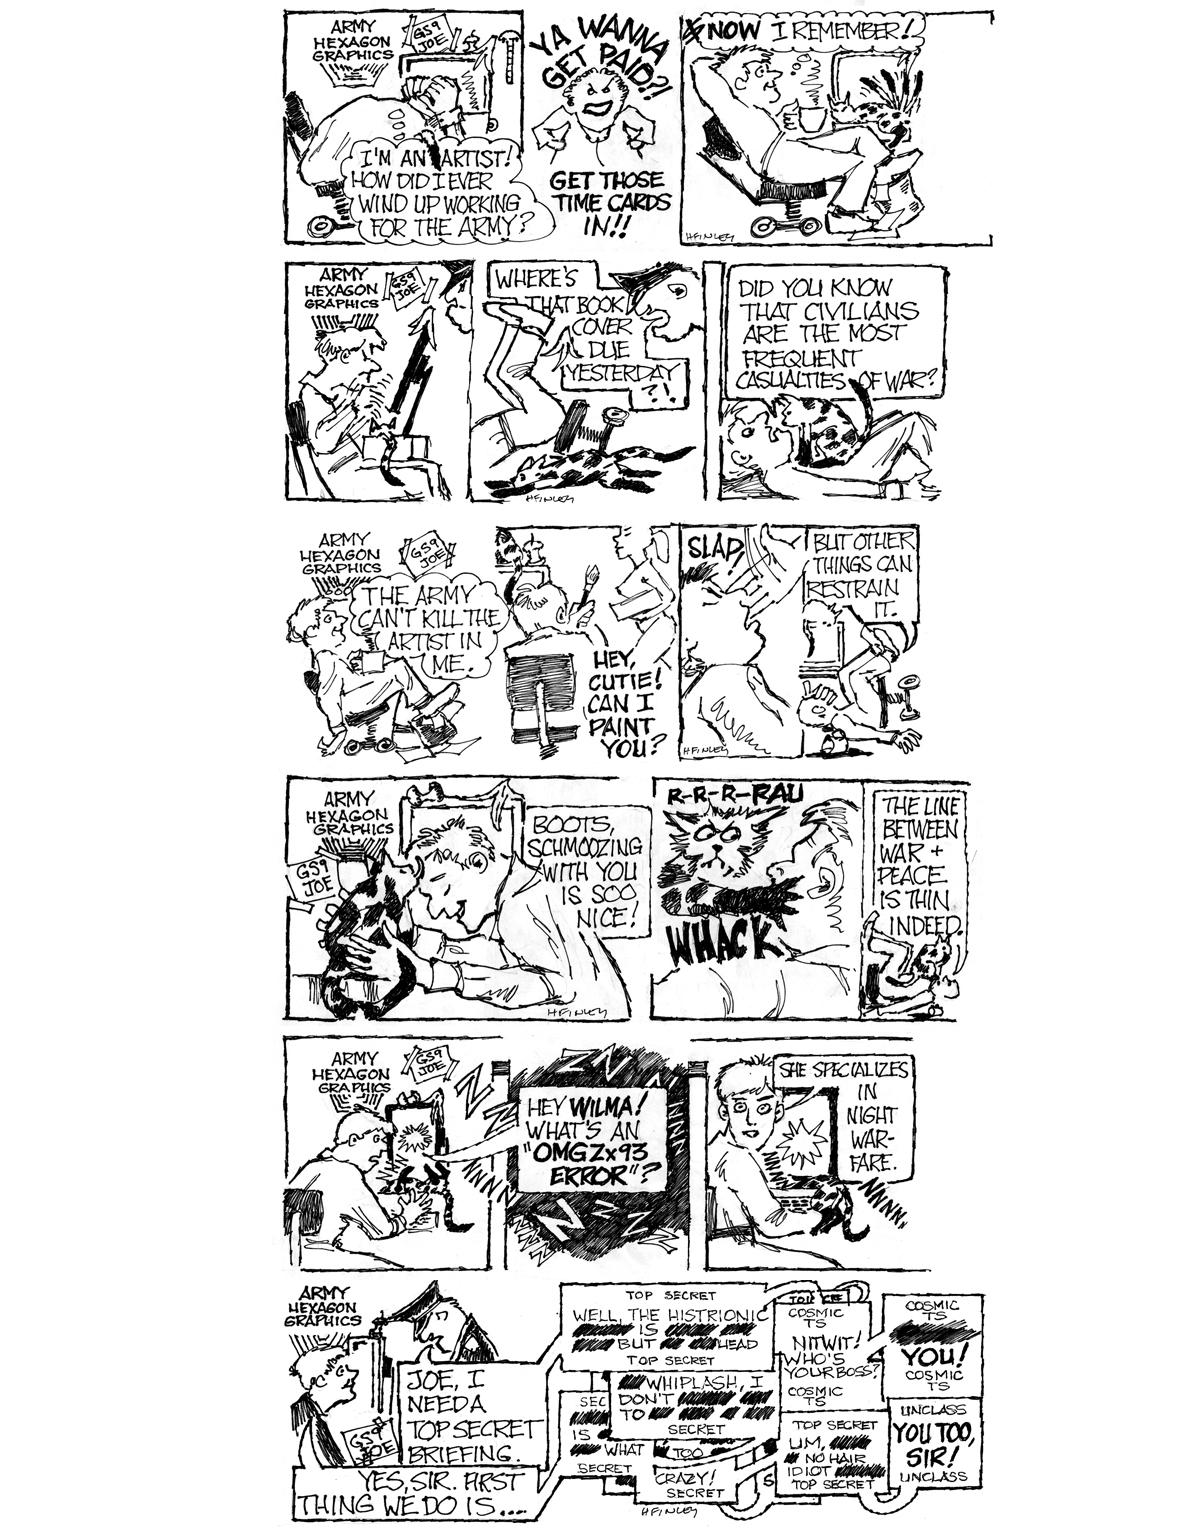 ARMY
HEXAGON
GRAPHICS
GS9
JOE
I'M AN ARTIST!
HOW DID I EVER
WIND UP WORKING
FOR THE ARMY?
YA WANNA
GET PAID?!
GET THOSE
TIME CARDS
IN!!
NOW I REMEMBER!
HFINLEY
ARMY
HEXAGON
GRAPHICS
GS9
JOE
WHERE'S
THAT BOOK
COVER
DUE
YESTERDAY
?!
HFINLEY
DID YOU KNOW
THAT CIVILIANS
ARE THE MOST
FREQUENT
CASUALTIES OF WAR?
ARMY
HEXAGON
GRAPHICS
GS9
JOE
THE ARMY
CAN'T KILL THE
ARTIST IN
ME.
HEY,
CUTIE!
CAN I
PAINT
YOU?
SLAP!
HFINLEY
BUT OTHER
THINGS CAN
RESTRAIN
IT.
ARMY
HEXAGON
GRAPHICS
GS9
JOE
BOOTS,
SCHMOOZING
WITH YOU
IS SOO
NICE!
HFINLEY
R-R-R-RAU
WHACK
THE LINE
BETWEEN
WAR +
PEACE
IS THIN
INDEED.
ARMY
HEXAGON
GRAPHICS
GS9
JOE
HEY WILMA!
WHAT'S AN
"OMGZx93
ERROR"?
SHE SPECIALIZES
IN
NIGHT
WAR-
FARE.
ARMY
HEXAGON
GRAPHICS
GS9
JOE
JOE, I
NEED A
TOP SECRET
BRIEFING.
YES, SIR. FIRST
THING WE DO IS....
TOP SECRET
WELL, THE HISTRIONIC
IS
BUT HEAD
TOP SECRET
WHIPLASH, I
DON'T
TO
SECRET
SEC
IS
WHAT
SECRET
TOO
CRAZY!
SECRET
HFINLEY
COSMIC
TS
NITWIT!
WHO'S
YOUR BOSS?
COSMIC
TS
TOP SECRET
UM,
NO HAIR
IDIOT
TOP SECRET
COSMIC
TS
YOU!
COSMIC
TS
UNCLASS
YOU TOO,
SIR!
UNCLASS